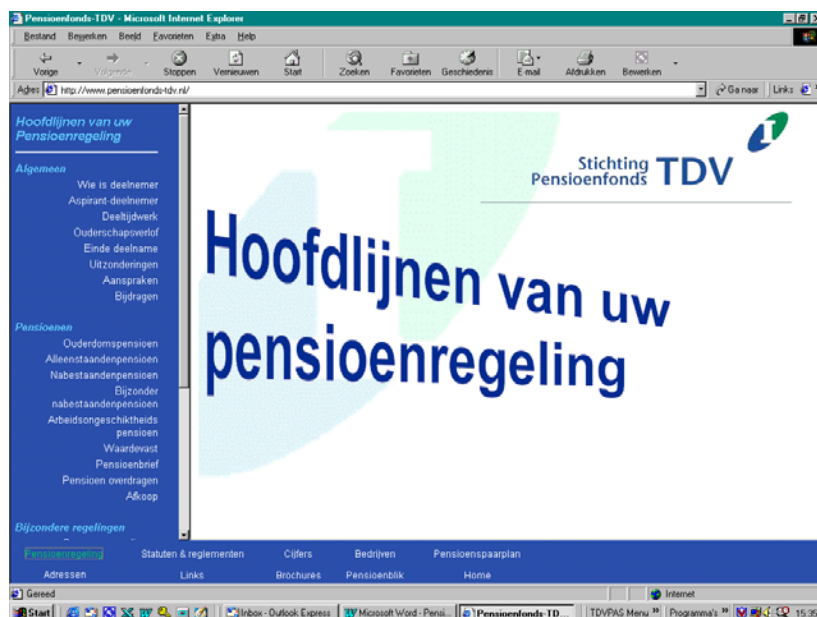 Pensioenfonds-TDV - Microsoft Internet Explorer
Bestand Bewerken Beeld Favorieten Extra Help
Vorige Volgende Stoppen Vernieuwen Start Zoeken Favorieten Geschiedenis E-mail Afdrukken Bewerken
Adres http://www.pensioenfonds-tdv.nl/ Ga naar Links
Hoofdlijnen van uw
Pensioenregeling
Algemeen
Wie is deelnemer
Aspirant-deelnemer
Deeltijdwerk
Ouderschapsverlof
Einde deelname
Uitzonderingen
Aanspraken
Bijdragen
Pensioenen
Ouderdomspensioen
Alleenstaandenpensioen
Nabestaandenpensioen
Bijzonder
nabestaandenpensioen
Arbeidsongeschiktheids
pensioen
Waardevast
Pensioenbrief
Pensioen overdragen
Afkoop
Bijzondere regelingen
Stichting
Pensioenfonds TDV
Hoofdlijnen van uw
pensioenregeling
Pensioenregeling Statuten & reglementen Cijfers Bedrijven Pensioenspaarplan
Adressen Links Brochures Pensioenblik Home
Gereed Internet
Start Inbox - Outlook Express Microsoft Word - Pensi... Pensioenfonds-TD... TDVPAS Menu » Programma's » 15:35